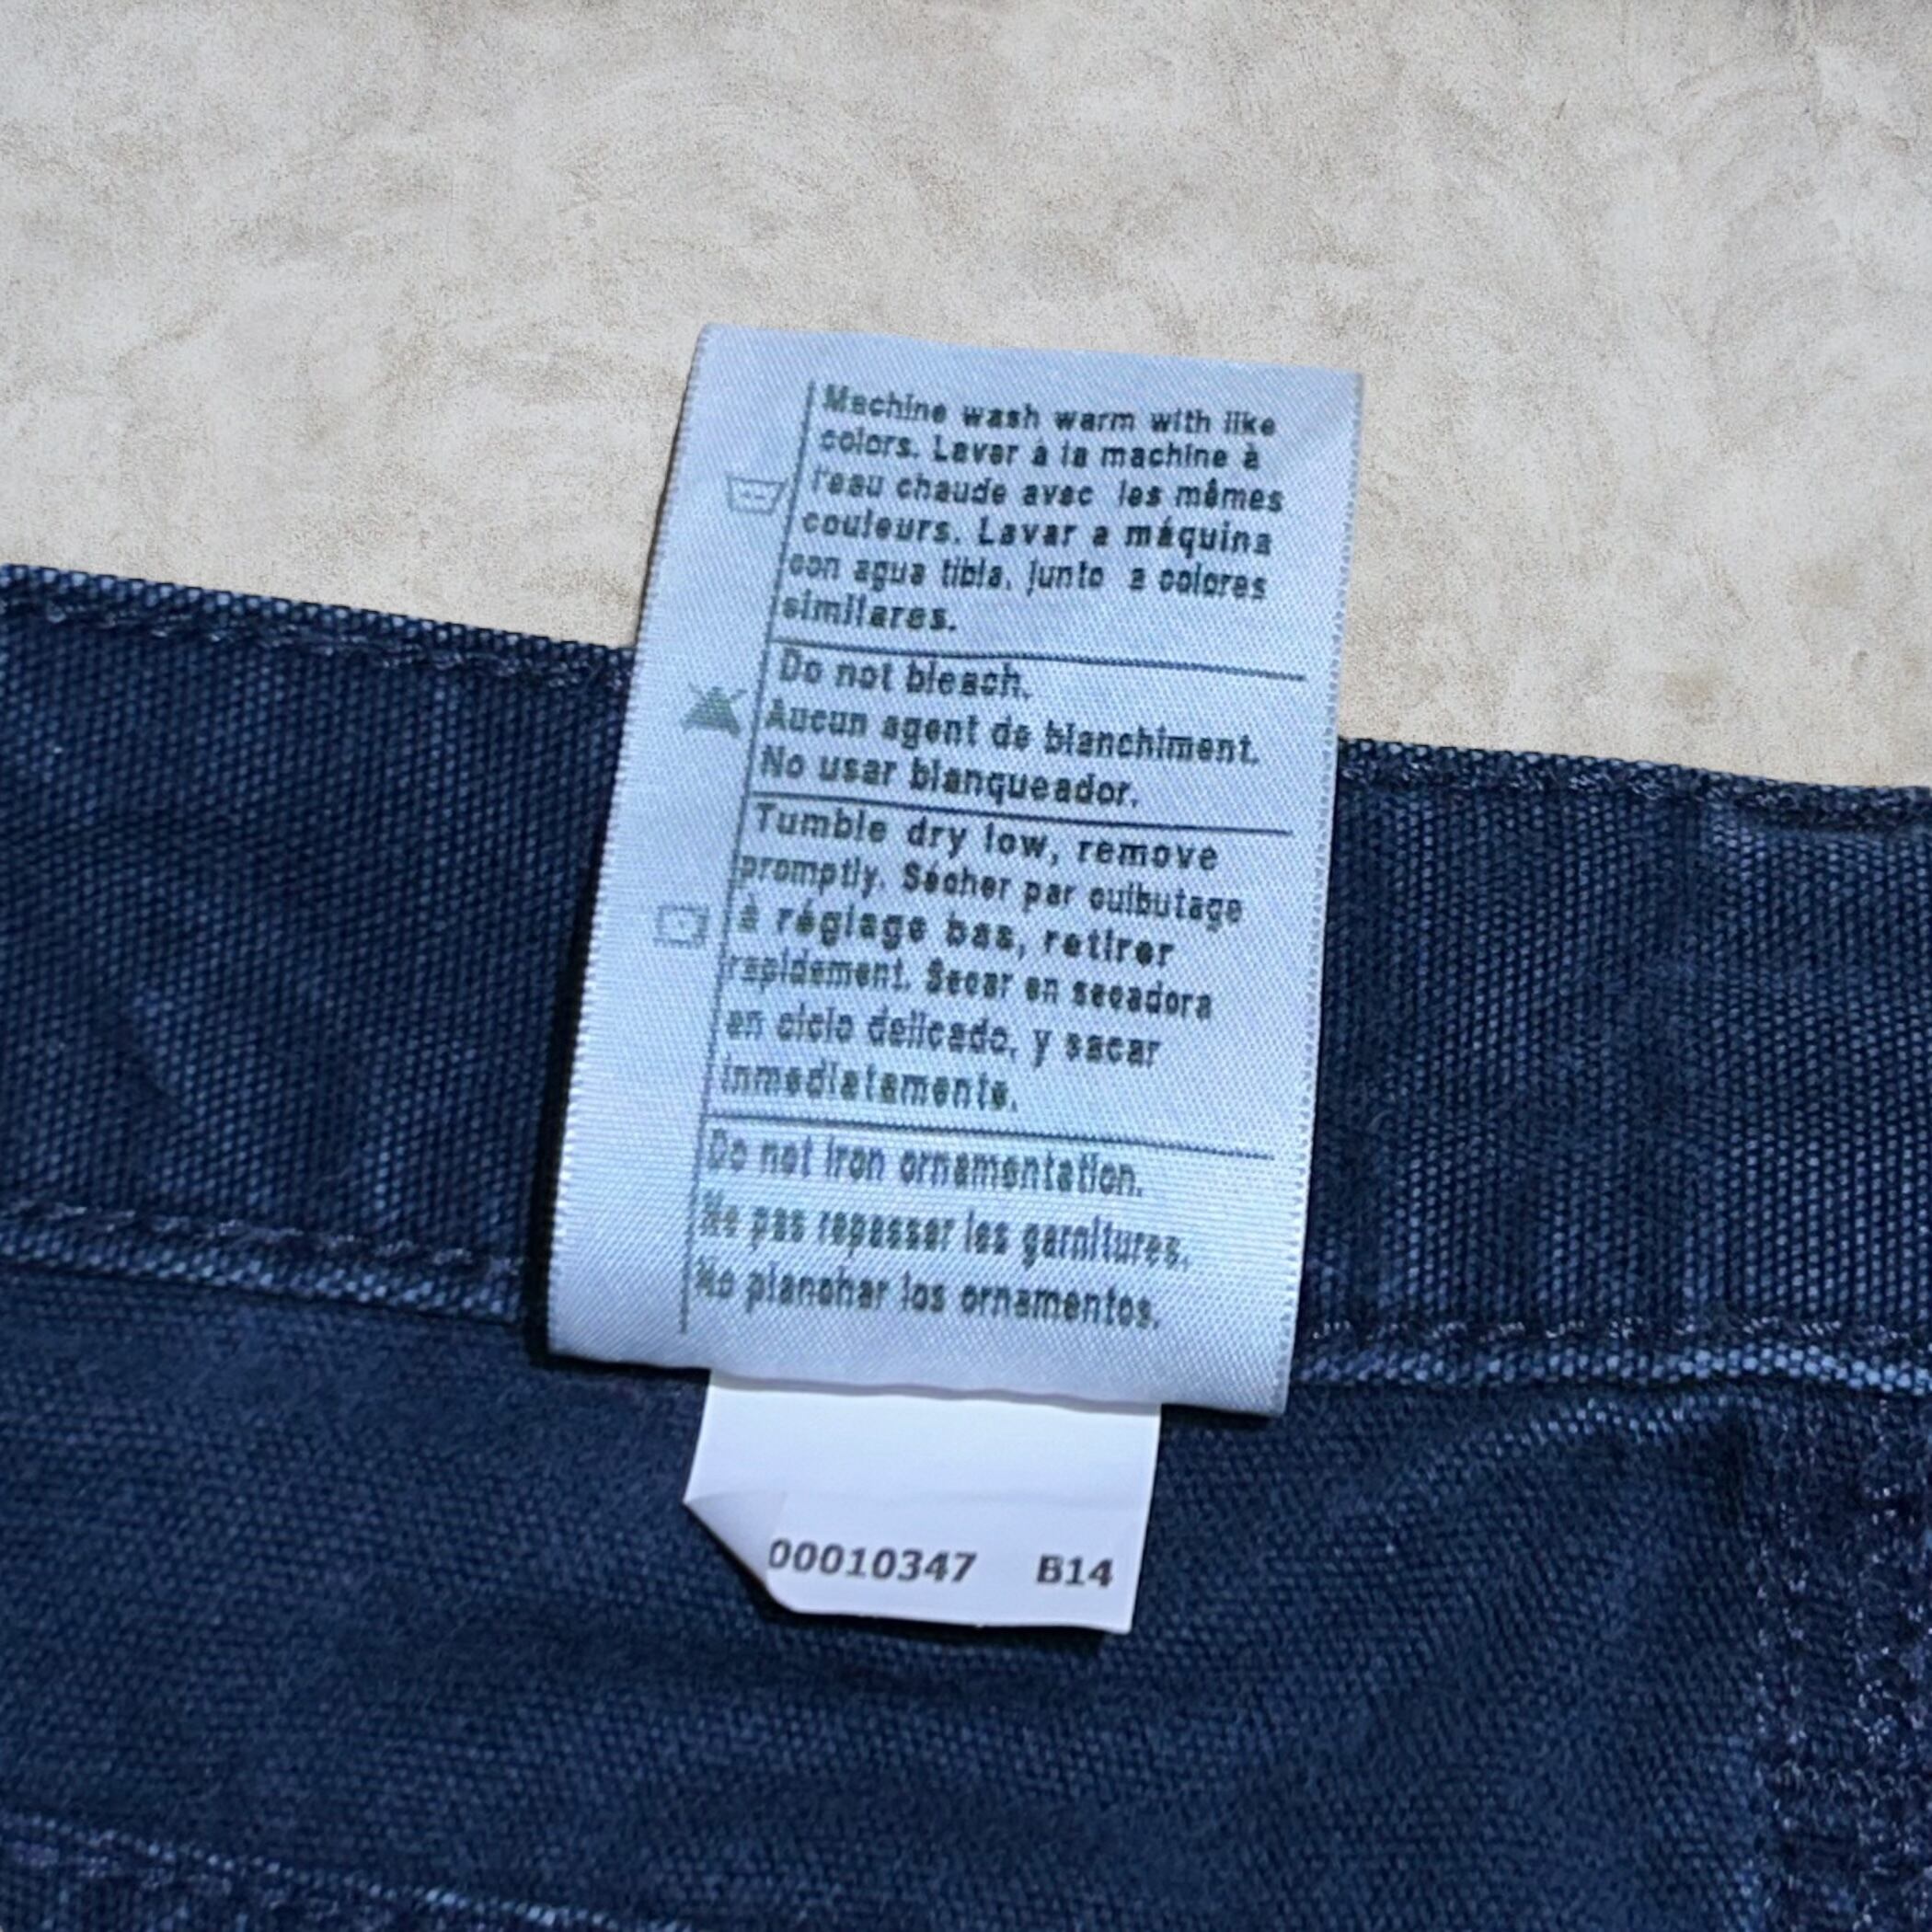 Machine wash warm with like
colors. Laver à la machine à
l'eau chaude avec les mêmes
couleurs. Lavar a máquina
con agua tibia, junto a colores
similares.
Do not bleach.
Aucun agent de blanchiment.
No usar blanqueador.
Tumble dry low, remove
promptly. Sécher par culbutage
à réglage bas, retirer
rapidement. Secar en secadora
en ciclo delicado, y sacar
inmediatamente.
Do not iron ornamentation.
Ne pas repasser les garnitures.
No planchar los ornamentos.
00010347 B14